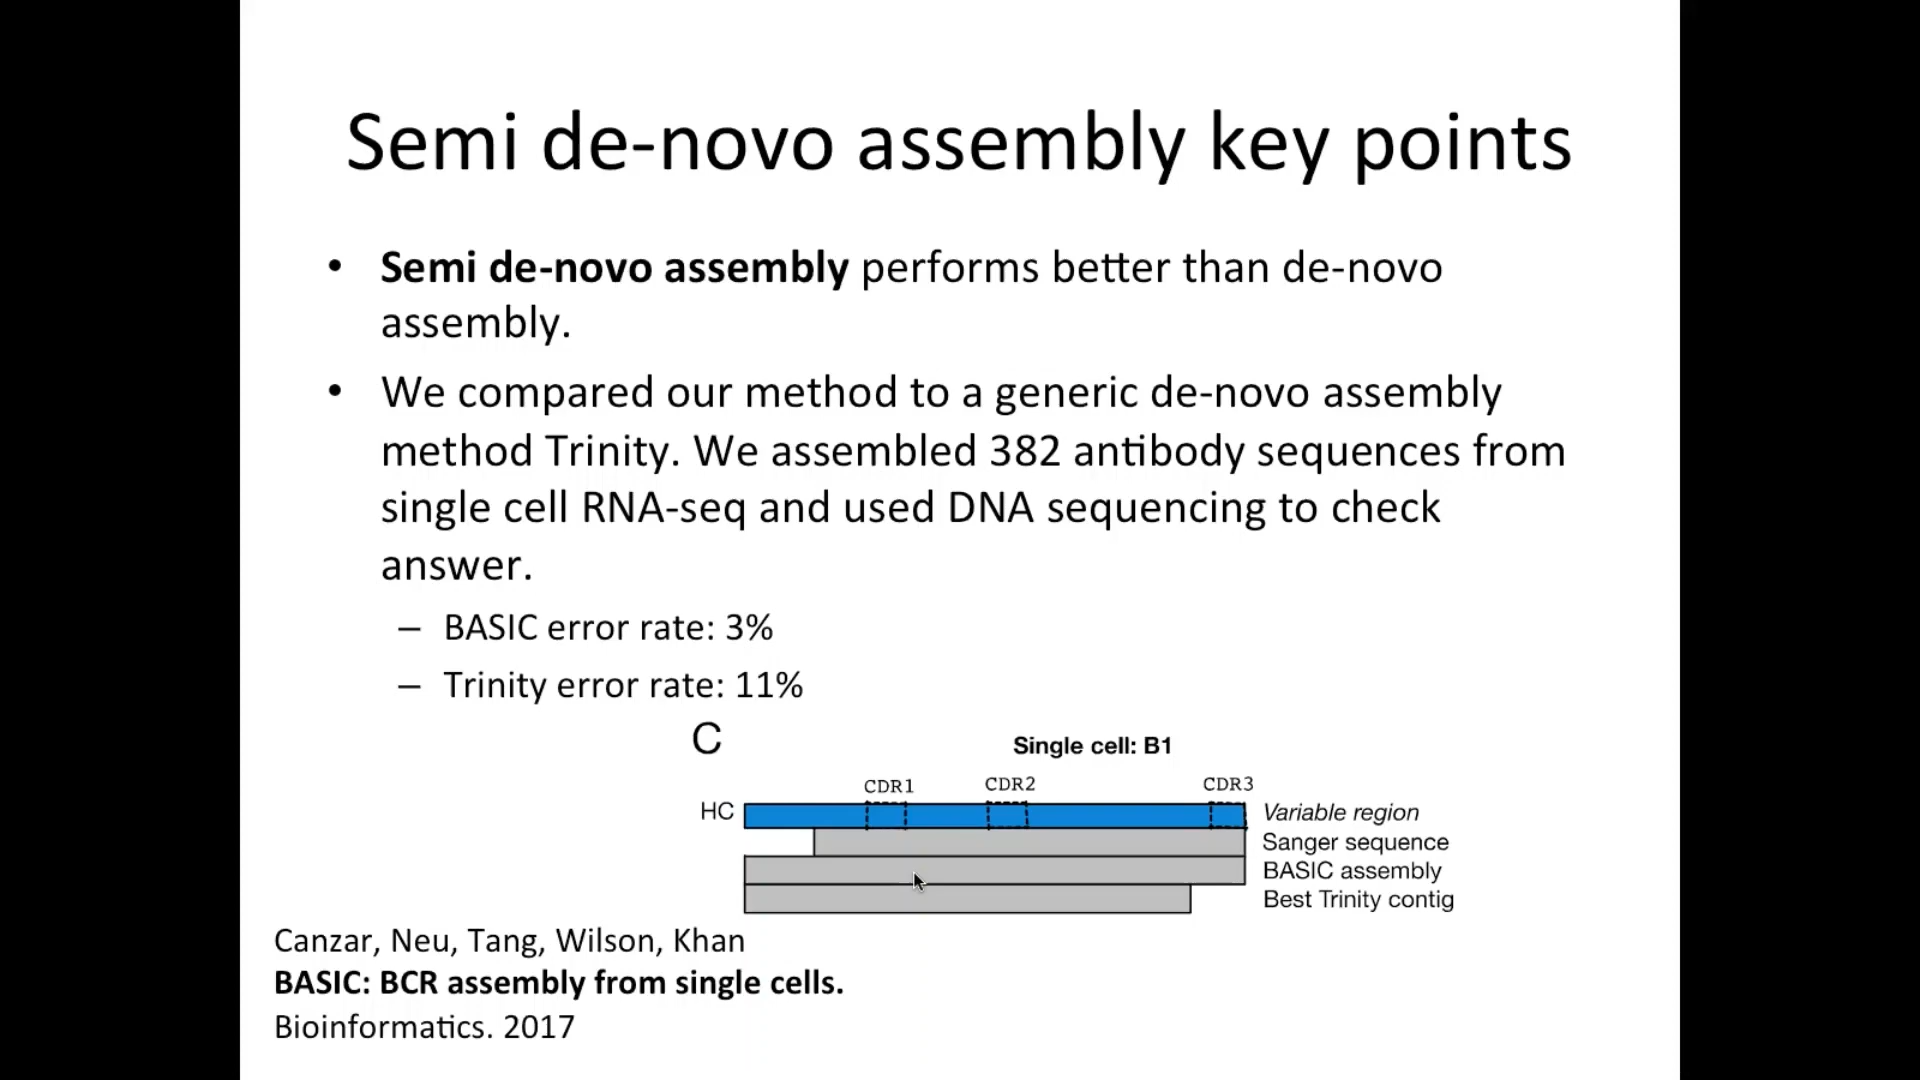 Semi de-novo assembly key points
• Semi de-novo assembly performs better than de-novo
assembly.
• We compared our method to a generic de-novo assembly
method Trinity. We assembled 382 antibody sequences from
single cell RNA-seq and used DNA sequencing to check
answer.
– BASIC error rate: 3%
– Trinity error rate: 11%
C
Single cell: B1
CDR1 CDR2 CDR3
HC Variable region
Sanger sequence
BASIC assembly
Best Trinity contig
Canzar, Neu, Tang, Wilson, Khan
BASIC: BCR assembly from single cells.
Bioinformatics. 2017